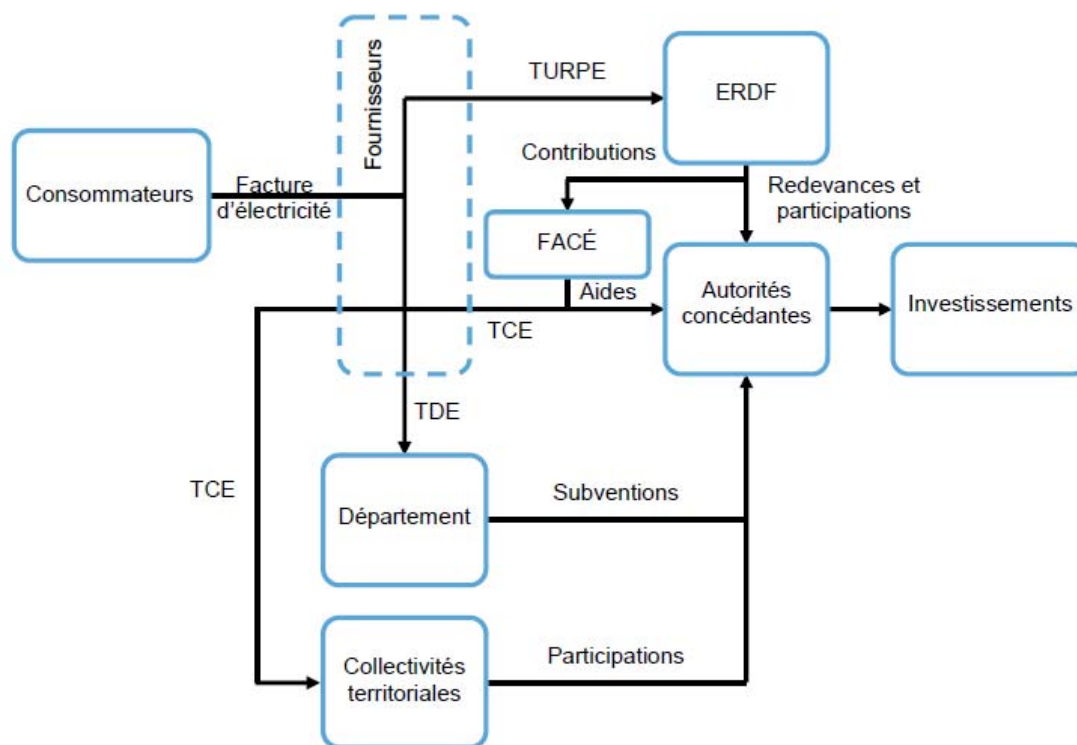 Fournisseurs
TURPE
ERDF
Consommateurs
Facture
d'électricité
Contributions
Redevances et
participations
FACÉ
Aides
Autorités
concédantes
Investissements
TCE
TDE
TCE
Département
Subventions
Collectivités
territoriales
Participations